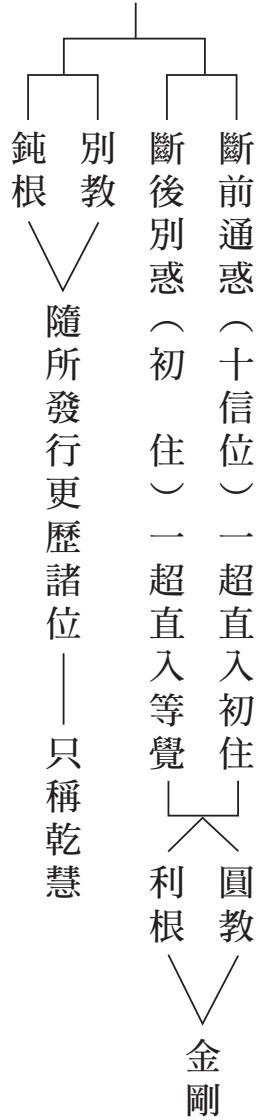 斷前通惑（十信位）一超直入初住
斷後別惑（初　住）一超直入等覺
圓教
利根
金剛
別教
鈍根
隨所發行更歷諸位
只稱乾慧